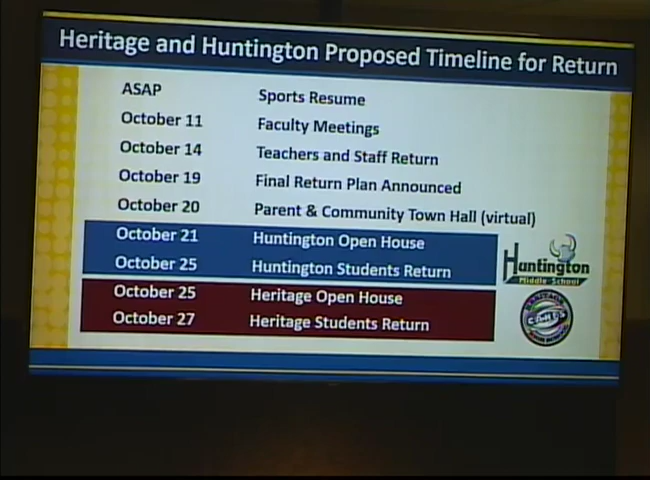 Heritage and Huntington Proposed Timeline for Return
ASAP Sports Resume
October 11 Faculty Meetings
October 14 Teachers and Staff Return
October 19 Final Return Plan Announced
October 20 Parent & Community Town Hall (virtual)
October 21 Huntington Open House
October 25 Huntington Students Return
October 25 Heritage Open House
October 27 Heritage Students Return
Huntington
Middle School